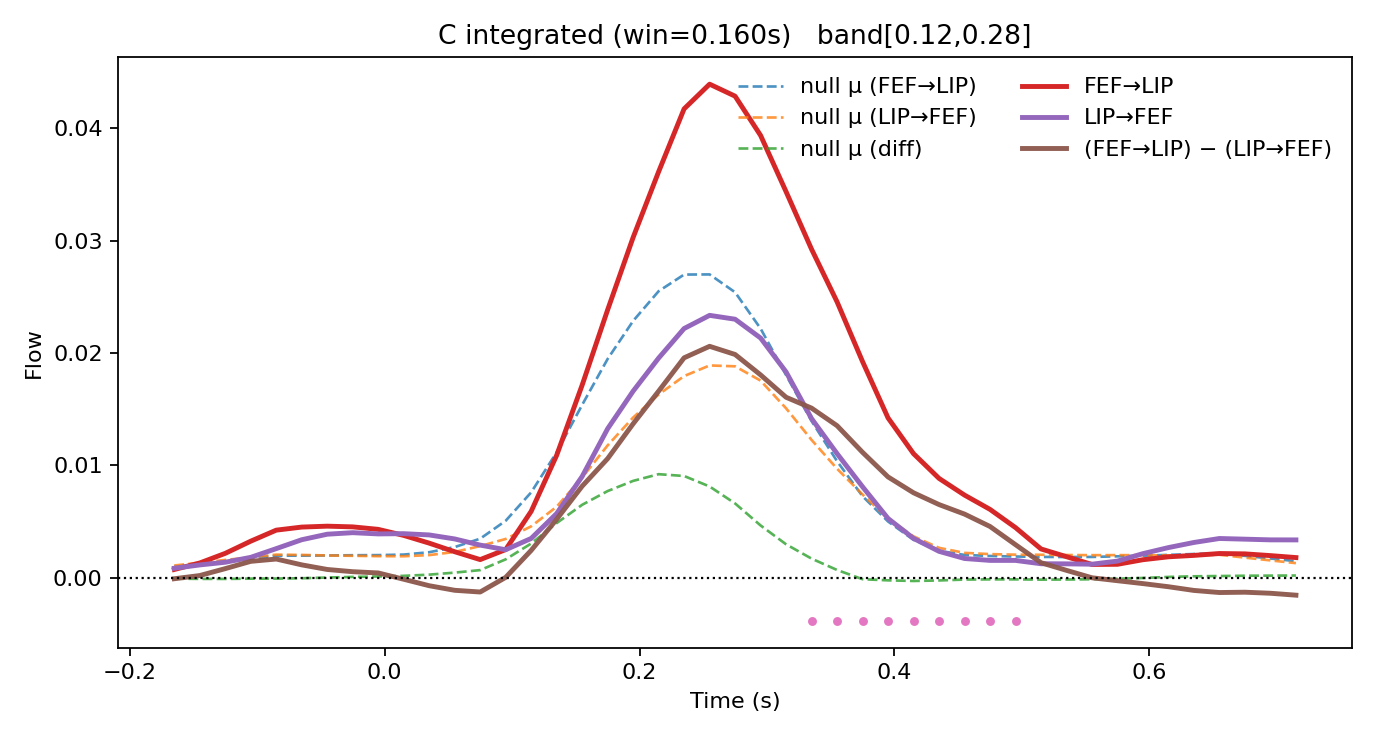 C integrated (win=0.160s)   band[0.12,0.28]
null μ (FEF→LIP)
null μ (LIP→FEF)
null μ (diff)
FEF→LIP
LIP→FEF
(FEF→LIP) − (LIP→FEF)
Flow
0.04
0.03
0.02
0.01
0.00
−0.2
0.0
0.2
0.4
0.6
Time (s)